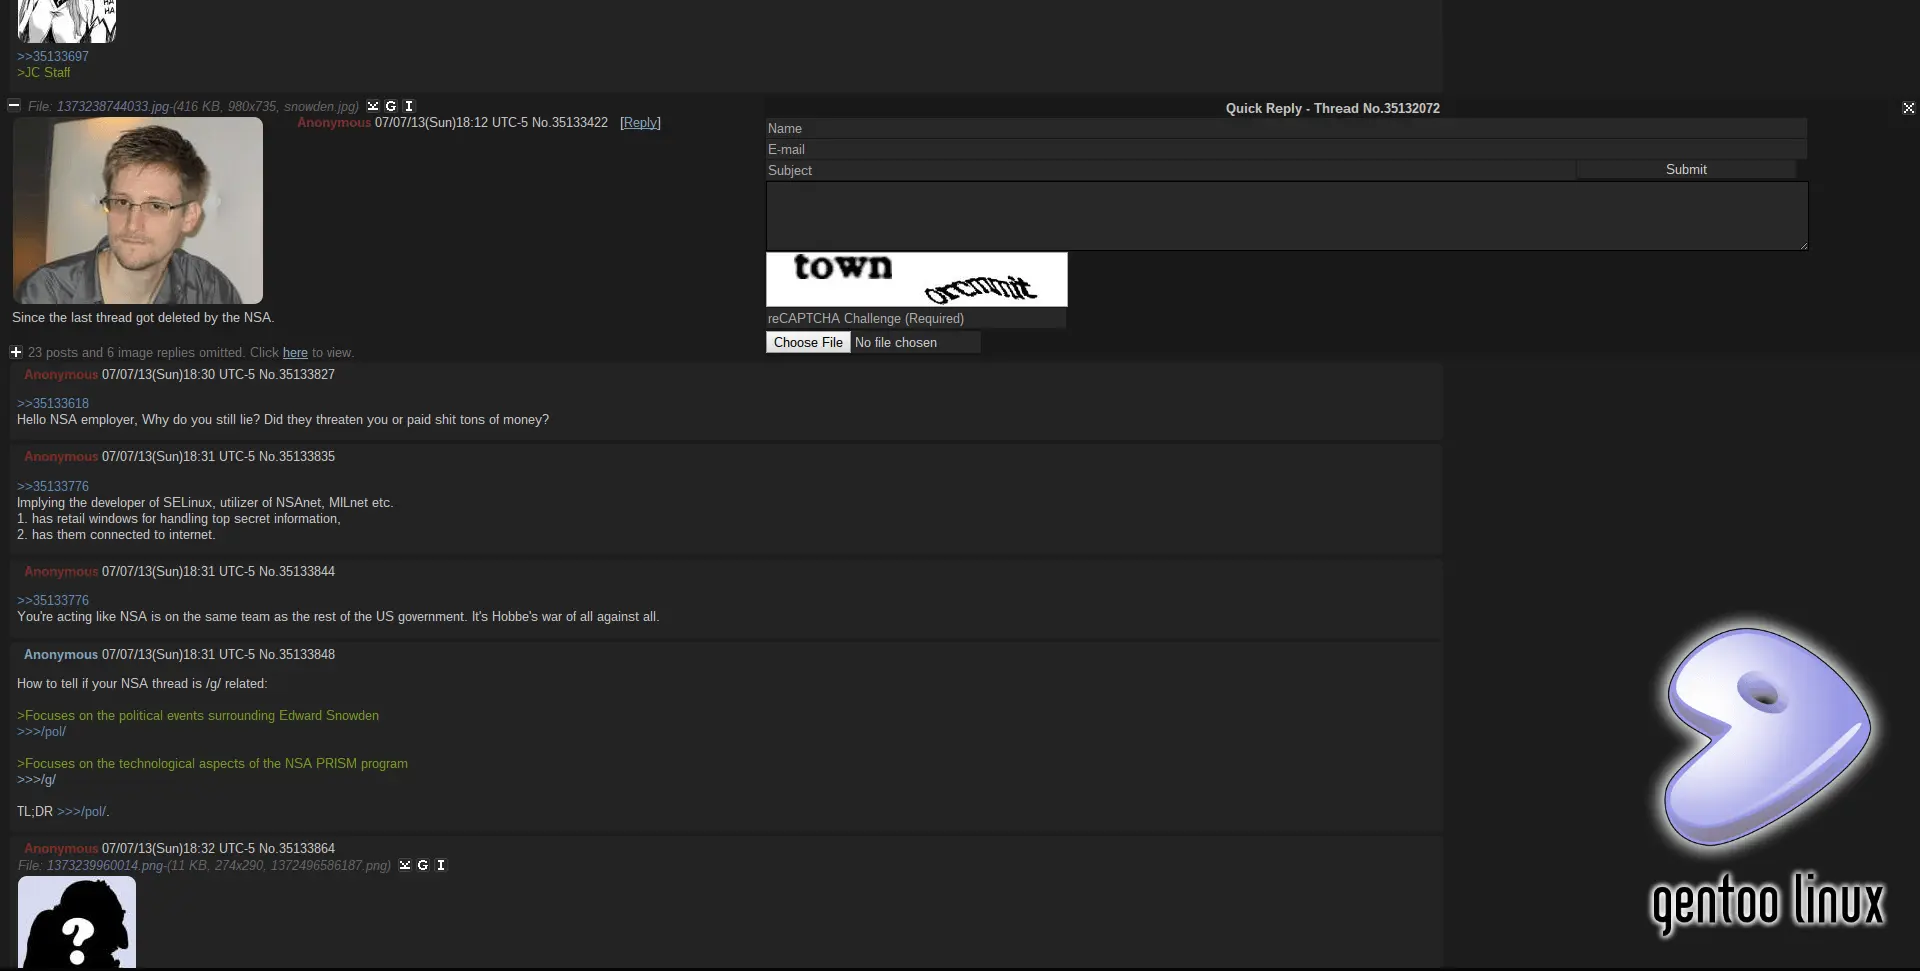 HA
HA
>>35133697
>JC Staff
File: 1373238744033.jpg-(416 KB, 980x735, snowden.jpg) G I
Anonymous 07/07/13(Sun)18:12 UTC-5 No.35133422 [Reply]
Since the last thread got deleted by the NSA.
23 posts and 6 image replies omitted. Click here to view.
Quick Reply - Thread No.35132072
Name
E-mail
Subject
Submit
town orcmmit
reCAPTCHA Challenge (Required)
Choose File No file chosen
Anonymous 07/07/13(Sun)18:30 UTC-5 No.35133827
>>35133618
Hello NSA employer, Why do you still lie? Did they threaten you or paid shit tons of money?
Anonymous 07/07/13(Sun)18:31 UTC-5 No.35133835
>>35133776
Implying the developer of SELinux, utilizer of NSAnet, MILnet etc.
1. has retail windows for handling top secret information,
2. has them connected to internet.
Anonymous 07/07/13(Sun)18:31 UTC-5 No.35133844
>>35133776
You're acting like NSA is on the same team as the rest of the US government. It's Hobbe's war of all against all.
Anonymous 07/07/13(Sun)18:31 UTC-5 No.35133848
How to tell if your NSA thread is /g/ related:
>Focuses on the political events surrounding Edward Snowden
>>>/pol/
>Focuses on the technological aspects of the NSA PRISM program
>>>/g/
TL;DR >>>/pol/.
Anonymous 07/07/13(Sun)18:32 UTC-5 No.35133864
File: 1373239960014.png-(11 KB, 274x290, 1372496586187.png) G I
?
gentoo linux